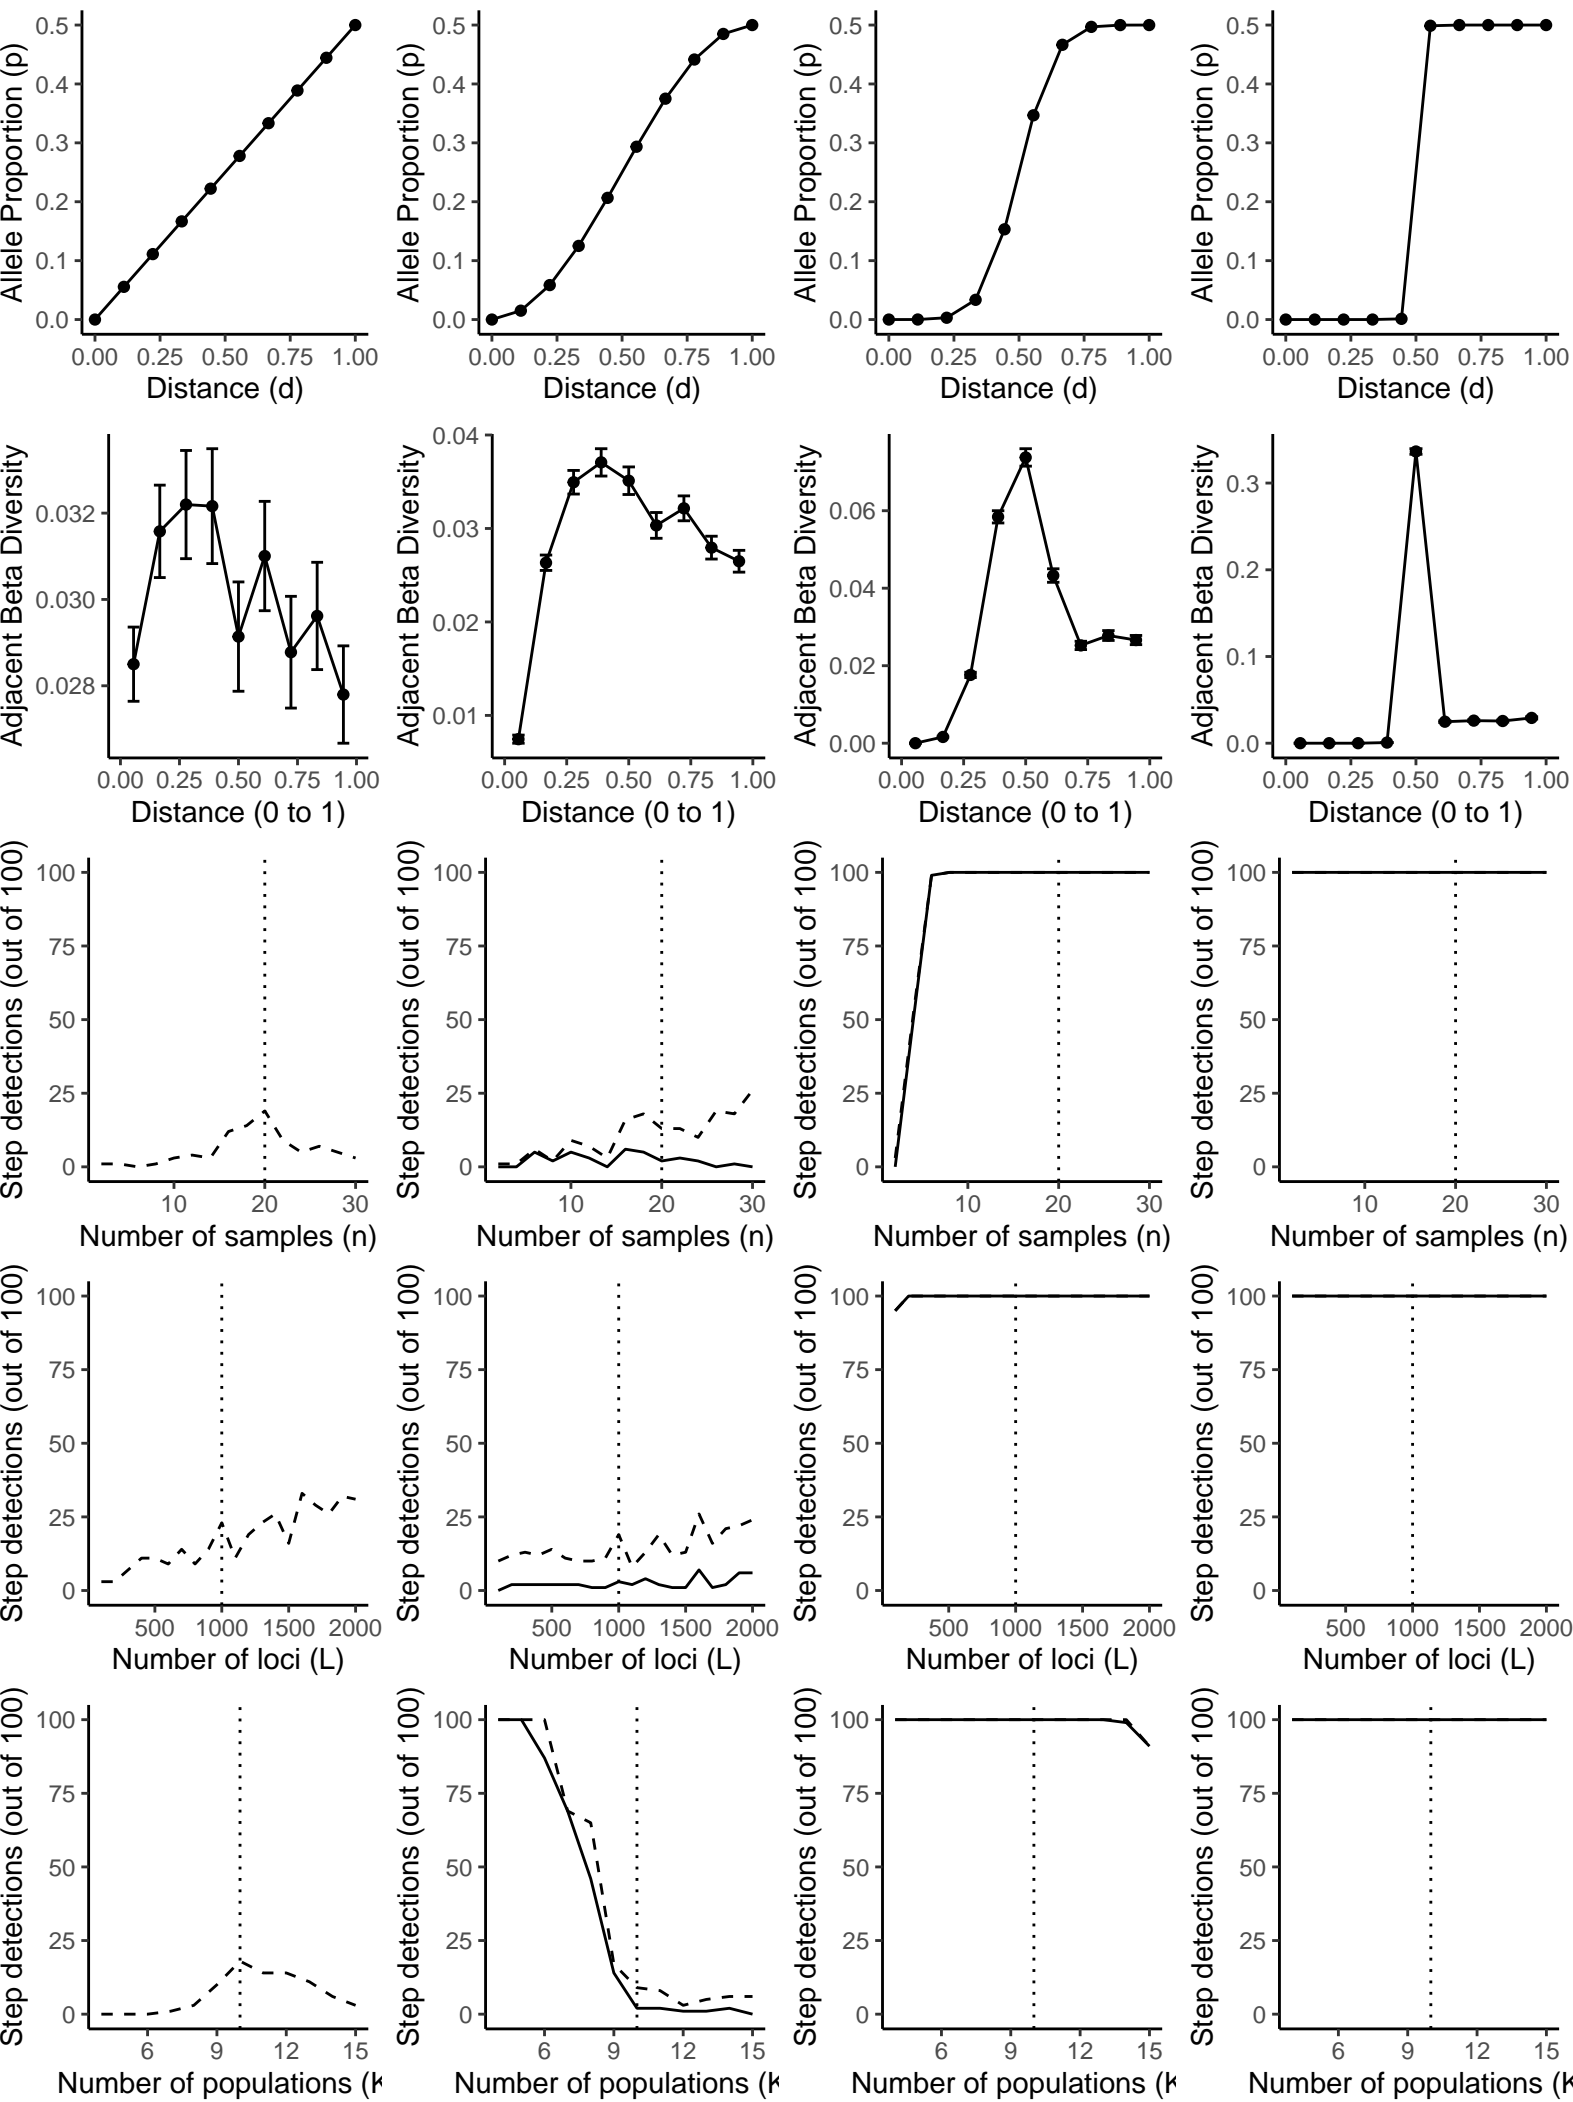 Allele Proportion (p)
0.5
0.4
0.3
0.2
0.1
0.0
0.00 0.25 0.50 0.75 1.00
Distance (d)
Allele Proportion (p)
0.5
0.4
0.3
0.2
0.1
0.0
0.00 0.25 0.50 0.75 1.00
Distance (d)
Allele Proportion (p)
0.5
0.4
0.3
0.2
0.1
0.0
0.00 0.25 0.50 0.75 1.00
Distance (d)
Allele Proportion (p)
0.5
0.4
0.3
0.2
0.1
0.0
0.00 0.25 0.50 0.75 1.00
Distance (d)
Adjacent Beta Diversity
0.032
0.030
0.028
0.00 0.25 0.50 0.75 1.00
Distance (0 to 1)
Adjacent Beta Diversity
0.04
0.03
0.02
0.01
0.00 0.25 0.50 0.75 1.00
Distance (0 to 1)
Adjacent Beta Diversity
0.06
0.04
0.02
0.00
0.00 0.25 0.50 0.75 1.00
Distance (0 to 1)
Adjacent Beta Diversity
0.3
0.2
0.1
0.0
0.00 0.25 0.50 0.75 1.00
Distance (0 to 1)
Step detections (out of 100)
100
75
50
25
0
10 20 30
Number of samples (n)
Step detections (out of 100)
100
75
50
25
0
10 20 30
Number of samples (n)
Step detections (out of 100)
100
75
50
25
0
10 20 30
Number of samples (n)
Step detections (out of 100)
100
75
50
25
0
10 20 30
Number of samples (n)
Step detections (out of 100)
100
75
50
25
0
500 1000 1500 2000
Number of loci (L)
Step detections (out of 100)
100
75
50
25
0
500 1000 1500 2000
Number of loci (L)
Step detections (out of 100)
100
75
50
25
0
500 1000 1500 2000
Number of loci (L)
Step detections (out of 100)
100
75
50
25
0
500 1000 1500 2000
Number of loci (L)
Step detections (out of 100)
100
75
50
25
0
6 9 12 15
Number of populations (K
Step detections (out of 100)
100
75
50
25
0
6 9 12 15
Number of populations (K
Step detections (out of 100)
100
75
50
25
0
6 9 12 15
Number of populations (K
Step detections (out of 100)
100
75
50
25
0
6 9 12 15
Number of populations (K